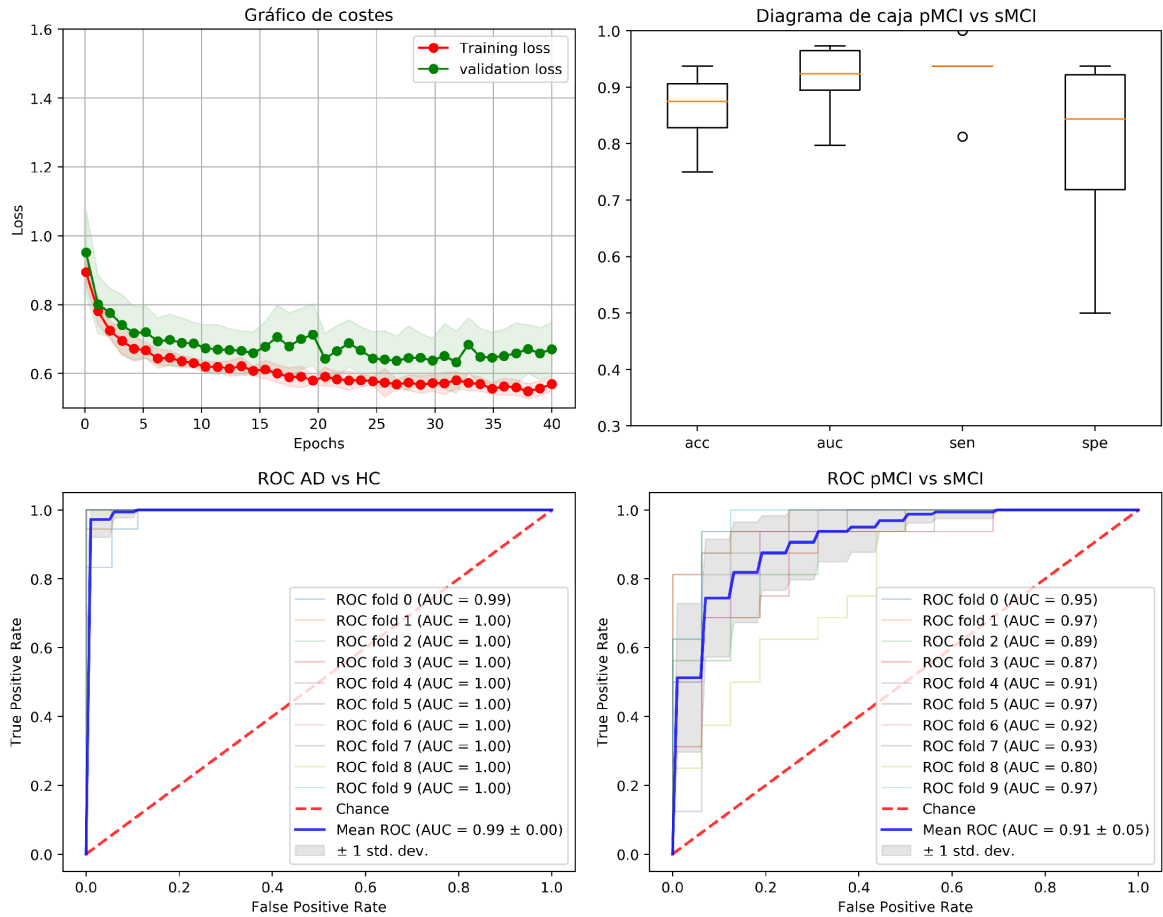 Gráfico de costes
1.6
1.4
1.2
1.0
0.8
0.6
Loss
Training loss
validation loss
0 5 10 15 20 25 30 35 40
Epochs
Diagrama de caja pMCI vs sMCI
1.0
0.9
0.8
0.7
0.6
0.5
0.4
0.3
acc auc sen spe
ROC AD vs HC
1.0
0.8
0.6
0.4
0.2
0.0
True Positive Rate
ROC fold 0 (AUC = 0.99)
ROC fold 1 (AUC = 1.00)
ROC fold 2 (AUC = 1.00)
ROC fold 3 (AUC = 1.00)
ROC fold 4 (AUC = 1.00)
ROC fold 5 (AUC = 1.00)
ROC fold 6 (AUC = 1.00)
ROC fold 7 (AUC = 1.00)
ROC fold 8 (AUC = 1.00)
ROC fold 9 (AUC = 1.00)
Chance
Mean ROC (AUC = 0.99 ± 0.00)
± 1 std. dev.
0.0 0.2 0.4 0.6 0.8 1.0
False Positive Rate
ROC pMCI vs sMCI
1.0
0.8
0.6
0.4
0.2
0.0
True Positive Rate
ROC fold 0 (AUC = 0.95)
ROC fold 1 (AUC = 0.97)
ROC fold 2 (AUC = 0.89)
ROC fold 3 (AUC = 0.87)
ROC fold 4 (AUC = 0.91)
ROC fold 5 (AUC = 0.97)
ROC fold 6 (AUC = 0.92)
ROC fold 7 (AUC = 0.93)
ROC fold 8 (AUC = 0.80)
ROC fold 9 (AUC = 0.97)
Chance
Mean ROC (AUC = 0.91 ± 0.05)
± 1 std. dev.
0.0 0.2 0.4 0.6 0.8 1.0
False Positive Rate